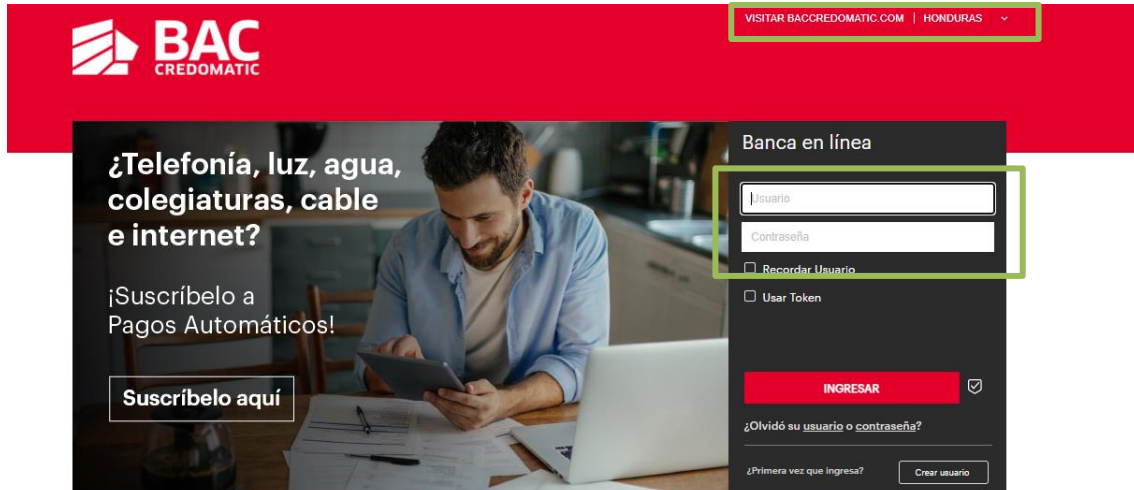 VISITAR BACCREDOMATIC.COM | HONDURAS
BAC
CREDOMATIC
¿Telefonía, luz, agua,
colegiaturas, cable
e internet?
¡Suscríbelo a
Pagos Automáticos!
Suscríbelo aquí
Banca en línea
Usuario
Contraseña
Recordar Usuario
Usar Token
INGRESAR
¿Olvidó su usuario o contraseña?
¿Primera vez que ingresa? Crear usuario